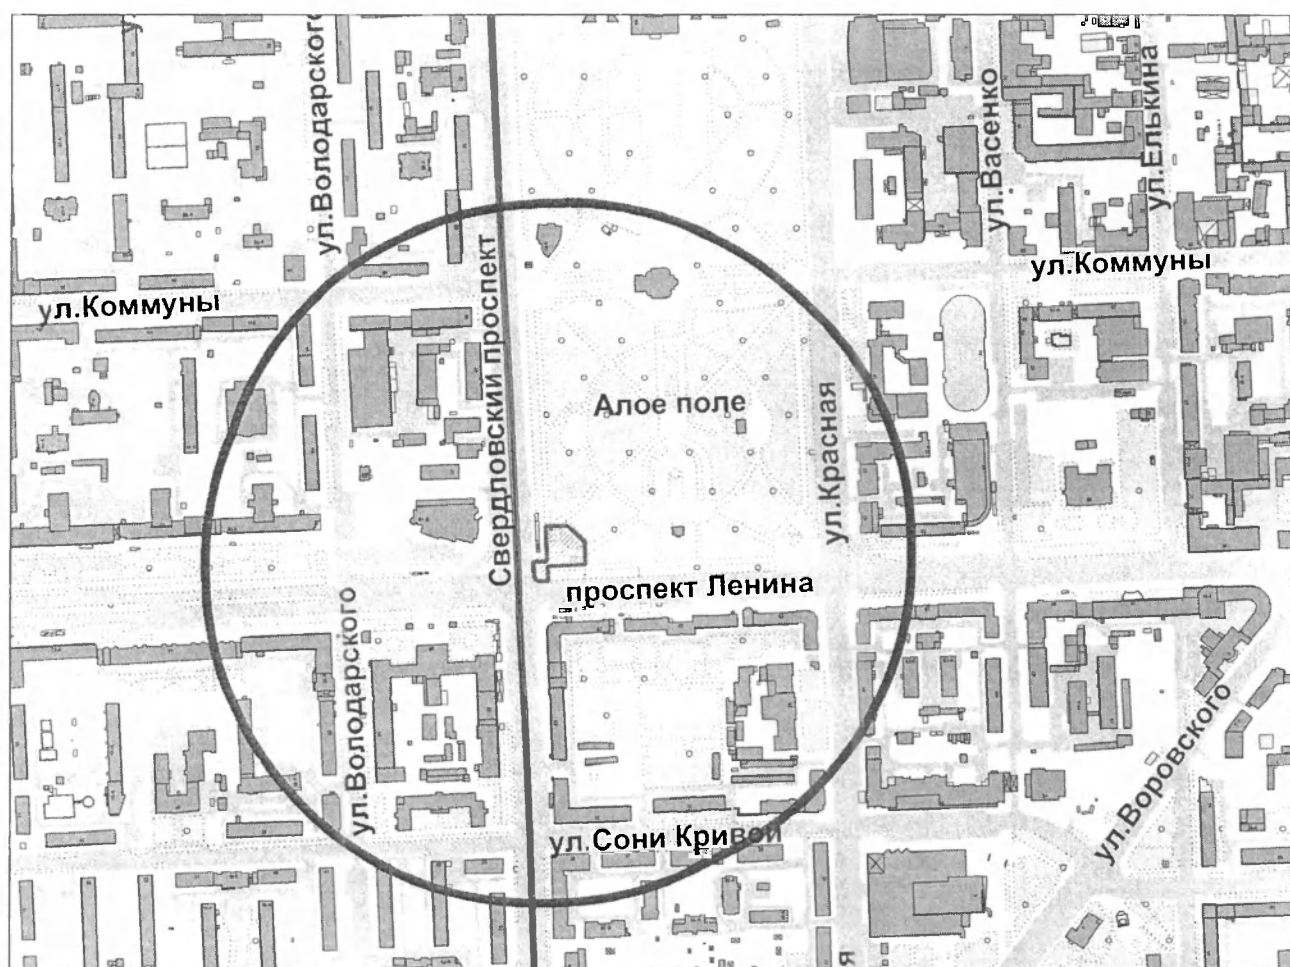 ул.Володарского
Свердловский проспект
ул.Васенко
ул.Елькина
ул.Коммуны
ул.Коммуны
Алое поле
ул.Красная
проспект Ленина
ул.Володарского
ул.Воровского
ул.Сони Кривой
я